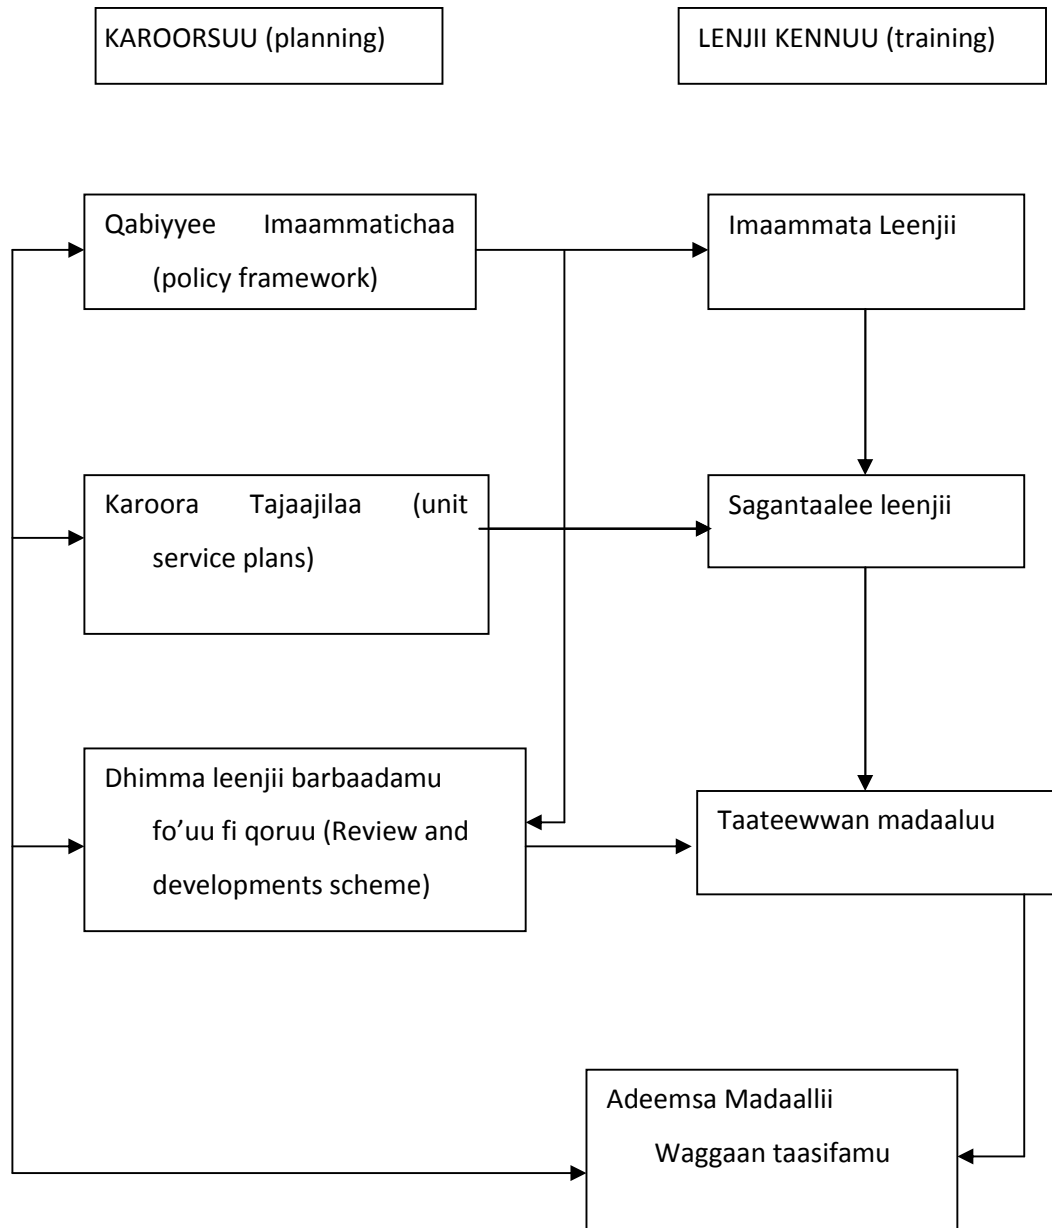 KAROORSUU (planning)
LENJII KENNUU (training)
Qabiyyee Imaammatichaa
(policy framework)
Imaammata Leenjii
Karoora Tajaajilaa (unit
service plans)
Sagantaalee leenjii
Dhimma leenjii barbaadamu
fo’uu fi qoruu (Review and
developments scheme)
Taateewwan madaaluu
Adeemsa Madaallii
Waggaan taasifamu